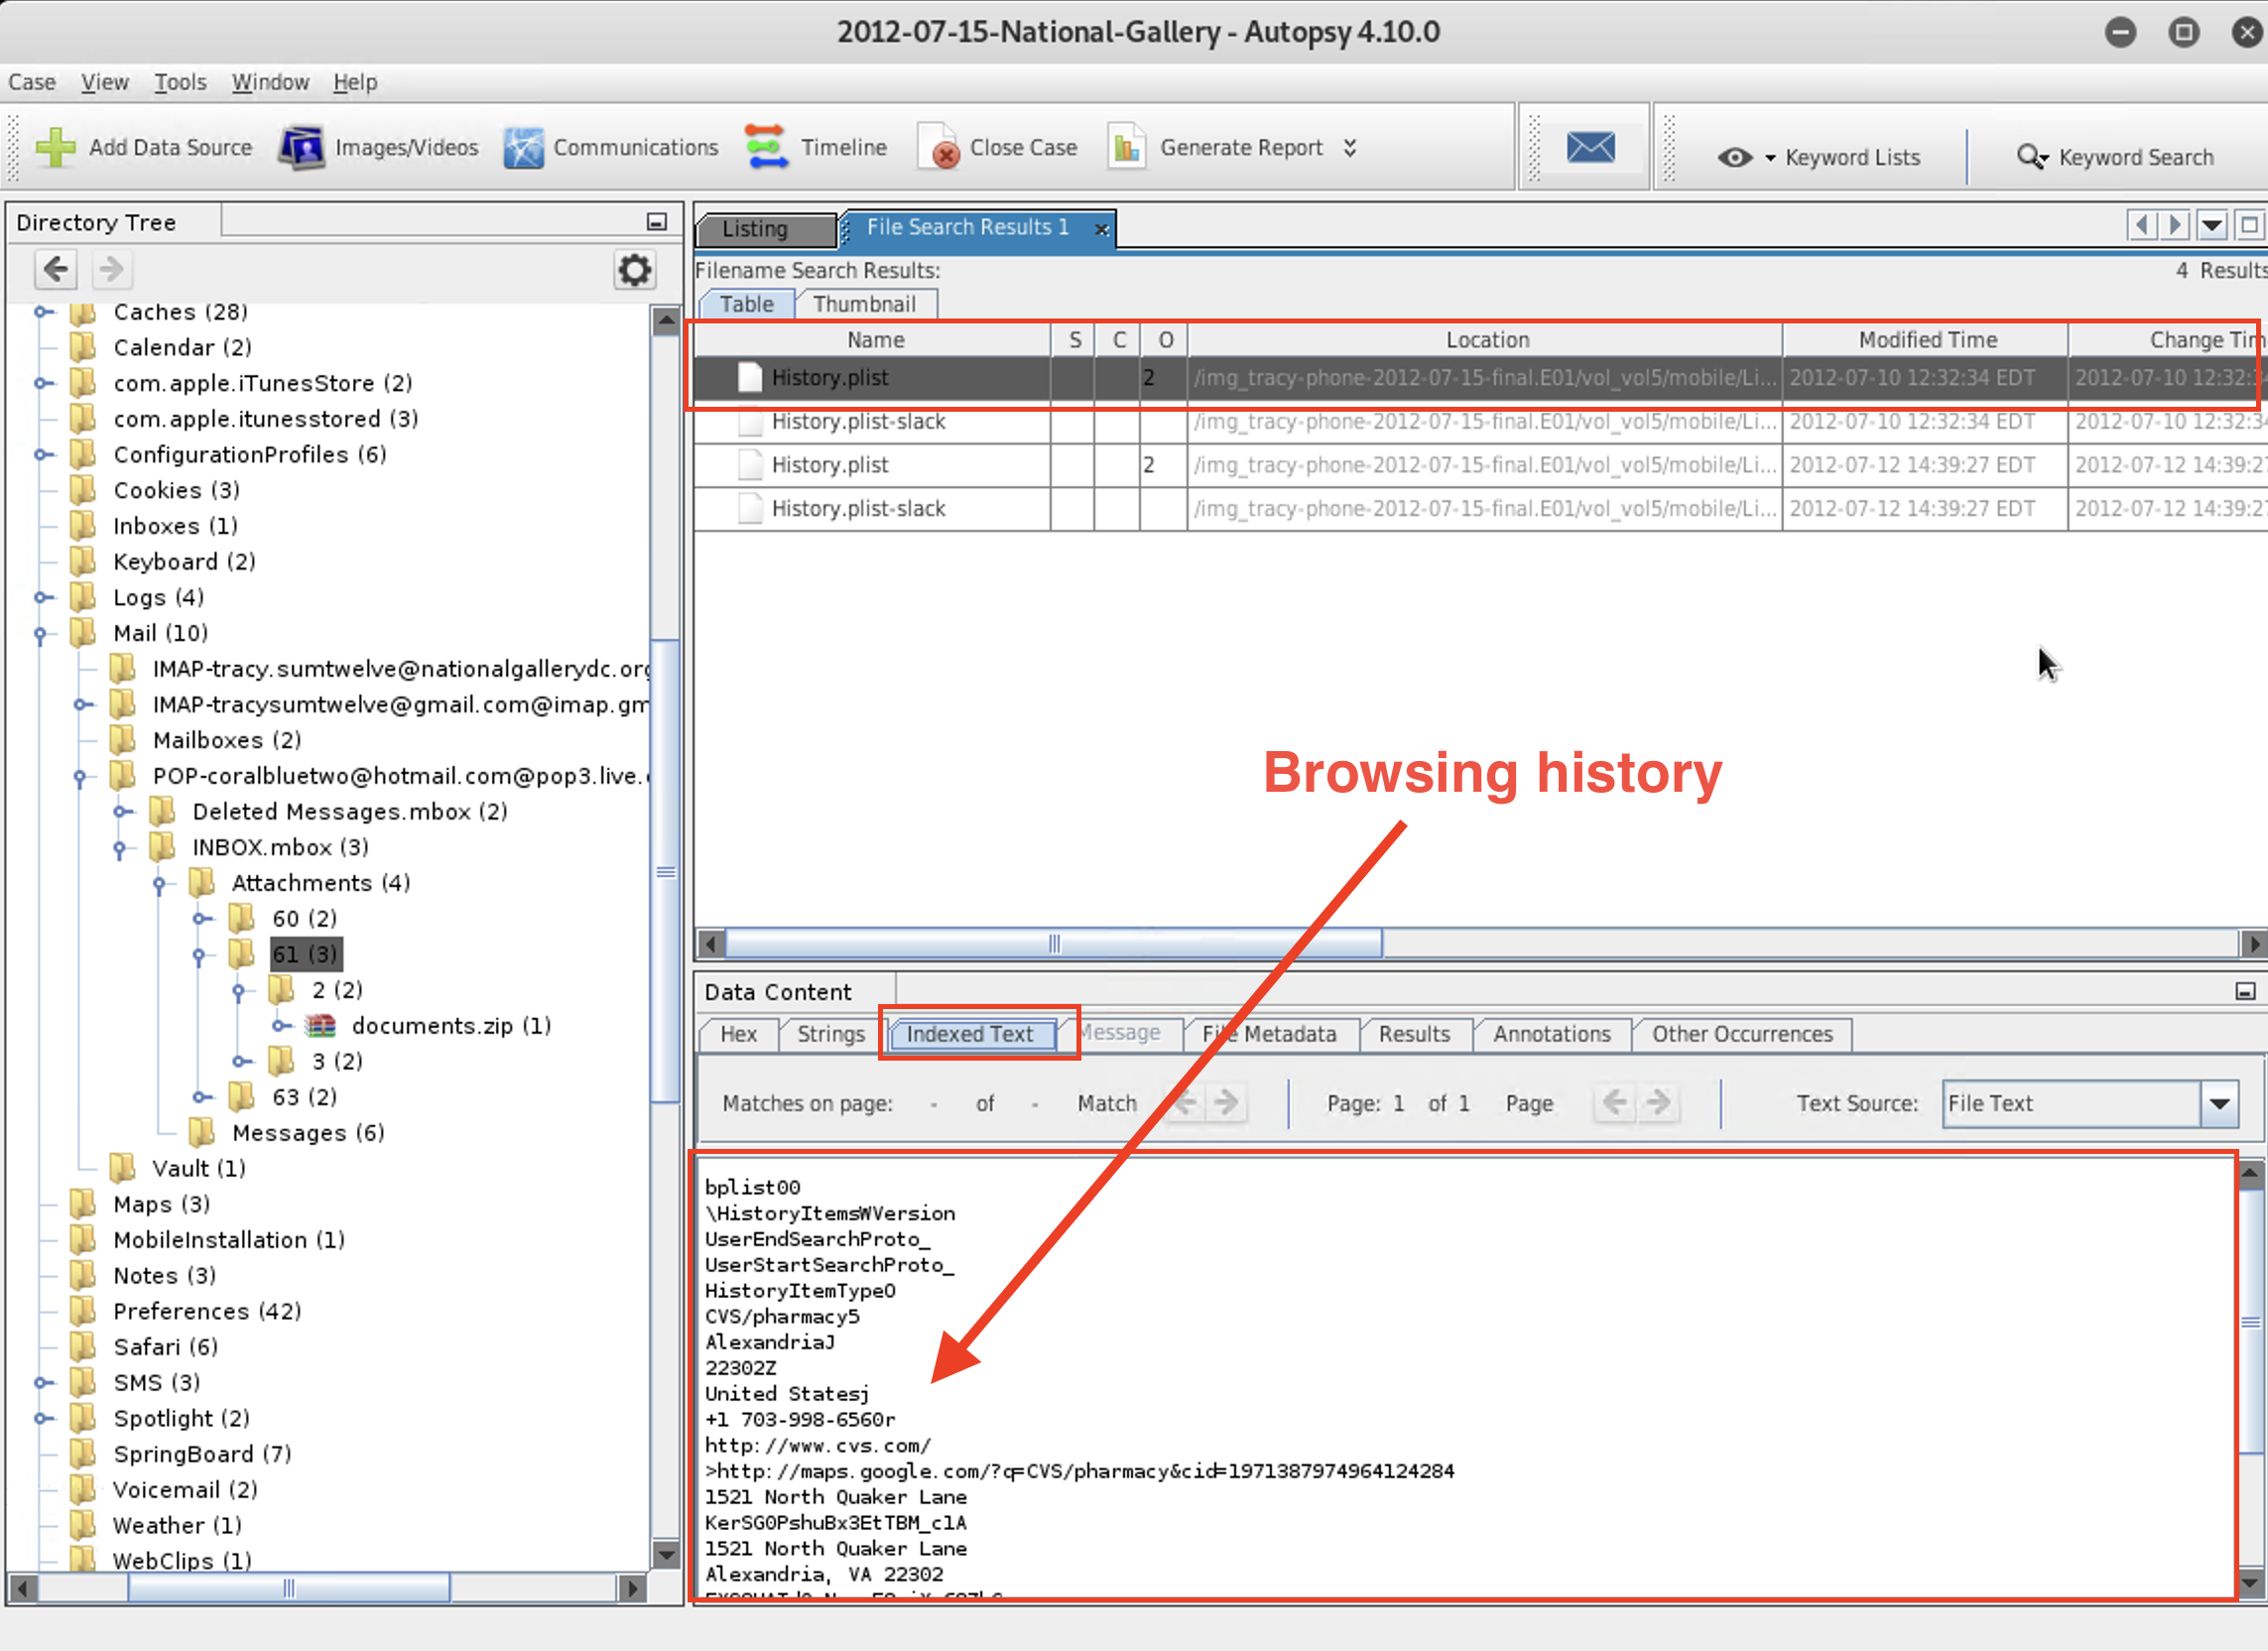 2012-07-15-National-Gallery - Autopsy 4.10.0
Case View Tools Window Help
Add Data Source Images/Videos Communications Timeline Close Case Generate Report Keyword Lists Keyword Search
Directory Tree
Caches (28)
Calendar (2)
com.apple.iTunesStore (2)
com.apple.itunesstored (3)
ConfigurationProfiles (6)
Cookies (3)
Inboxes (1)
Keyboard (2)
Logs (4)
Mail (10)
IMAP-tracy.sumtwelve@nationalgallerydc.org
IMAP-tracysumtwelve@gmail.com@imap.gm
Mailboxes (2)
POP-coralbluetwo@hotmail.com@pop3.live.
Deleted Messages.mbox (2)
INBOX.mbox (3)
Attachments (4)
60 (2)
61 (3)
2 (2)
documents.zip (1)
3 (2)
63 (2)
Messages (6)
Vault (1)
Maps (3)
MobileInstallation (1)
Notes (3)
Preferences (42)
Safari (6)
SMS (3)
Spotlight (2)
SpringBoard (7)
Voicemail (2)
Weather (1)
WebClips (1)
Listing File Search Results 1
Filename Search Results: 4 Results
Table Thumbnail
Name S C O Location Modified Time Change Tim
History.plist 2 /img_tracy-phone-2012-07-15-final.E01/vol_vol5/mobile/Li... 2012-07-10 12:32:34 EDT 2012-07-10 12:32:3
History.plist-slack /img_tracy-phone-2012-07-15-final.E01/vol_vol5/mobile/Li... 2012-07-10 12:32:34 EDT 2012-07-10 12:32:34
History.plist 2 /img_tracy-phone-2012-07-15-final.E01/vol_vol5/mobile/Li... 2012-07-12 14:39:27 EDT 2012-07-12 14:39:27
History.plist-slack /img_tracy-phone-2012-07-15-final.E01/vol_vol5/mobile/Li... 2012-07-12 14:39:27 EDT 2012-07-12 14:39:27
Browsing history
Data Content
Hex Strings Indexed Text Message File Metadata Results Annotations Other Occurrences
Matches on page: - of - Match Page: 1 of 1 Page Text Source: File Text
bplist00
\HistoryItemsWVersion
UserEndSearchProto_
UserStartSearchProto_
HistoryItemTypeO
CVS/pharmacy5
AlexandriaJ
22302Z
United Statesj
+1 703-998-6560r
http://www.cvs.com/
>http://maps.google.com/?q=CVS/pharmacy&cid=1971387974964124284
1521 North Quaker Lane
KerSG0PshuBx3EtTBM_clA
1521 North Quaker Lane
Alexandria, VA 22302